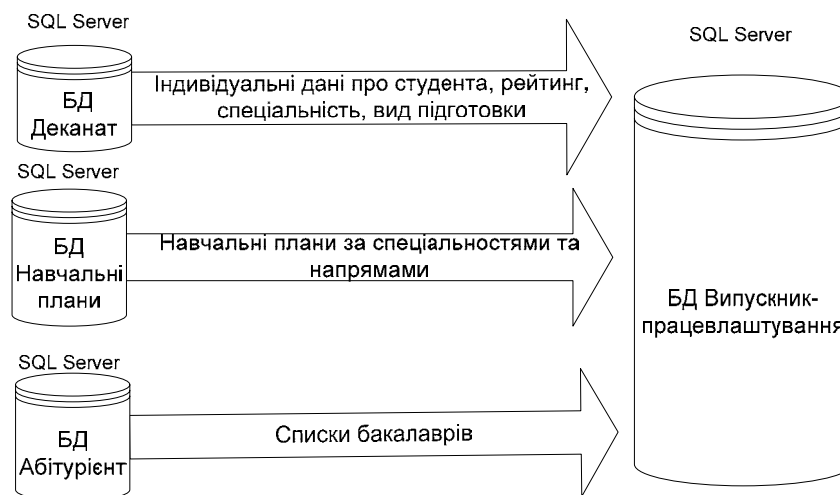 SQL Server
БД
Деканат
Індивідуальні дані про студента, рейтинг,
спеціальність, вид підготовки
SQL Server
БД
Навчальні
плани
Навчальні плани за спеціальностями та
напрямами
SQL Server
БД
Абітурієнт
Списки бакалаврів
SQL Server
БД Випускник-
працевлаштування